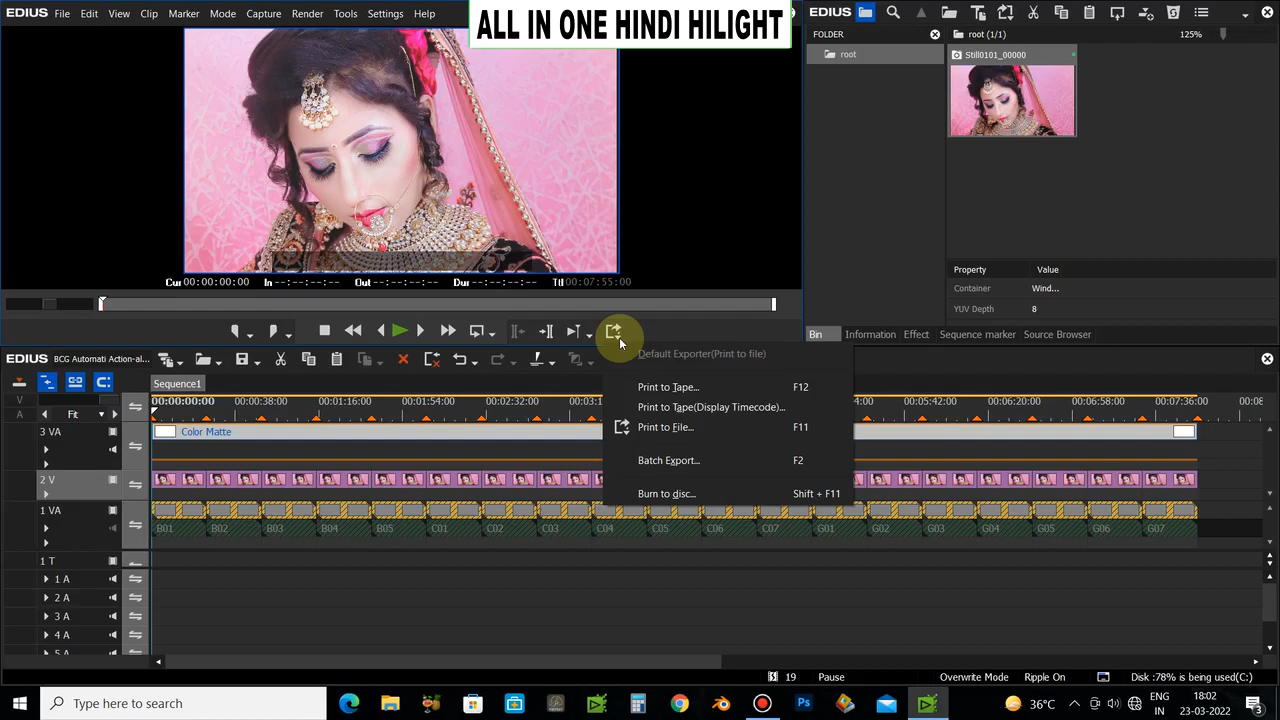 File Edit View Clip Marker Mode Capture Render Tools Settings Help
ALL IN ONE HINDI HILIGHT
Cur 00:00:00:00 In --:--:--:-- Out --:--:--:-- Dur --:--:--:-- Ttl 00:07:55:00
EDIUS
FOLDER
root
root (1/1) 125%
Still0101_00000
Property Value
Container Wind...
YUV Depth 8
Bin Information Effect Sequence marker Source Browser
EDIUS BCG Automati Action-al...
Default Exporter(Print to file)
Print to Tape... F12
Print to Tape(Display Timecode)...
Print to File... F11
Batch Export... F2
Burn to disc... Shift + F11
Sequence1
V
A Fit
00:00:00:00 00:00:38:00 00:01:16:00 00:01:54:00 00:02:32:00 00:05:42:00 00:06:20:00 00:06:58:00 00:07:36:00
3 VA
Color Matte
2 V
1 VA
B01 B02 B03 B04 B05 C01 C02 C03 C04 C05 C06 C07 G01 G02 G03 G04 G05 G06 G07
1 T
1 A
2 A
3 A
4 A
5 A
19 Pause Overwrite Mode Ripple On Disk :78% is being used(C:)
Type here to search
Ps
36°C
ENG
IN
18:02
23-03-2022